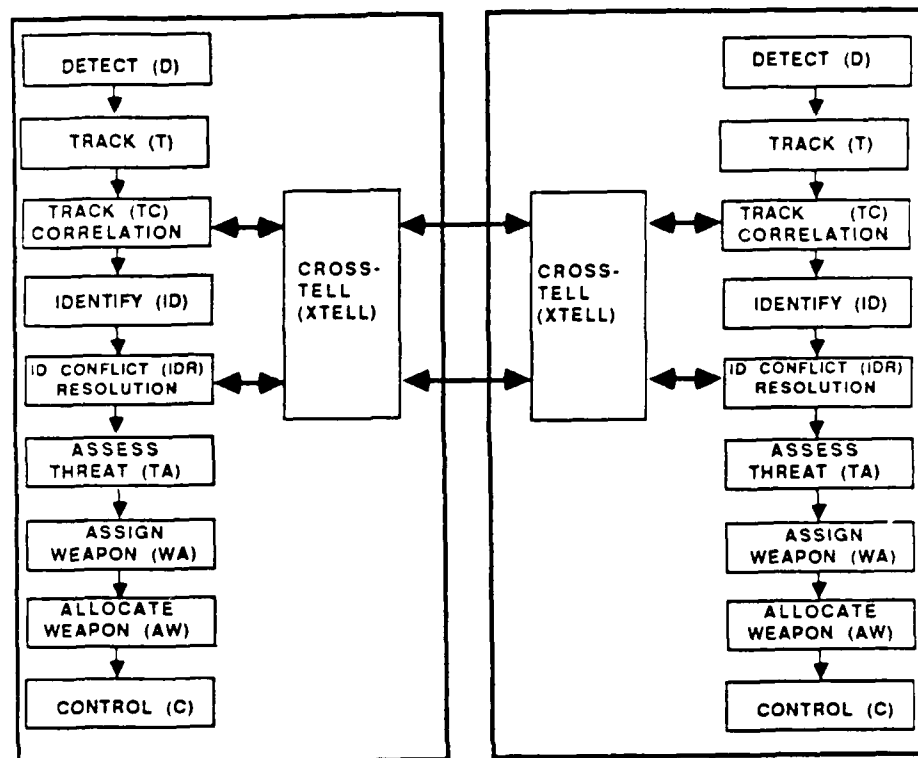 DETECT (D)
TRACK (T)
TRACK (TC)
CORRELATION
IDENTIFY (ID)
ID CONFLICT (IDR)
RESOLUTION
ASSESS
THREAT (TA)
ASSIGN
WEAPON (WA)
ALLOCATE
WEAPON (AW)
CONTROL (C)
CROSS-
TELL
(XTELL)
CROSS-
TELL
(XTELL)
DETECT (D)
TRACK (T)
TRACK (TC)
CORRELATION
IDENTIFY (ID)
ID CONFLICT (IDR)
RESOLUTION
ASSESS
THREAT (TA)
ASSIGN
WEAPON (WA)
ALLOCATE
WEAPON (AW)
CONTROL (C)